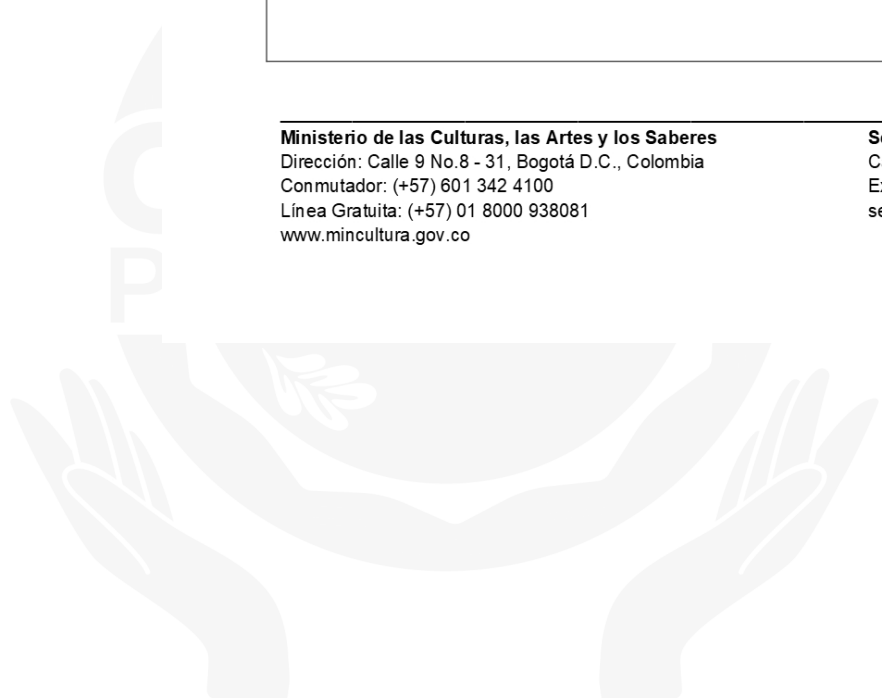 Ministerio de las Culturas, las Artes y los Saberes
Dirección: Calle 9 No.8 - 31, Bogotá D.C., Colombia
Conmutador: (+57) 601 342 4100
Línea Gratuita: (+57) 01 8000 938081
www.mincultura.gov.co